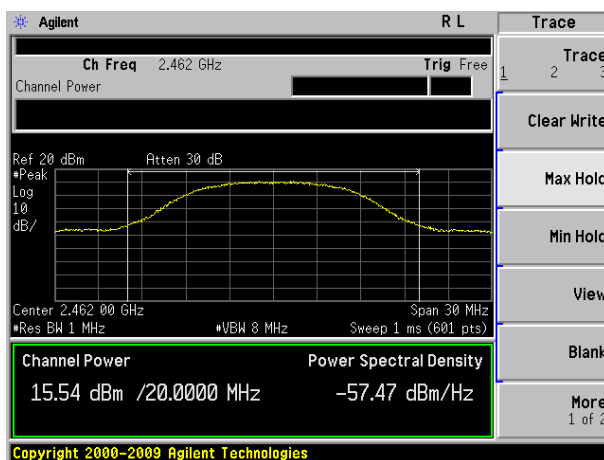 Agilent R L Trace
Ch Freq 2.462 GHz Trig Free
Channel Power
Trace
1 2 3
Clear Write
Max Hold
Min Hold
View
Blank
More
1 of 2
Ref 20 dBm Atten 30 dB
#Peak
Log
10
dB/
Center 2.462 00 GHz Span 30 MHz
#Res BW 1 MHz #VBW 8 MHz Sweep 1 ms (601 pts)
Channel Power Power Spectral Density
15.54 dBm /20.0000 MHz -57.47 dBm/Hz
Copyright 2000-2009 Agilent Technologies